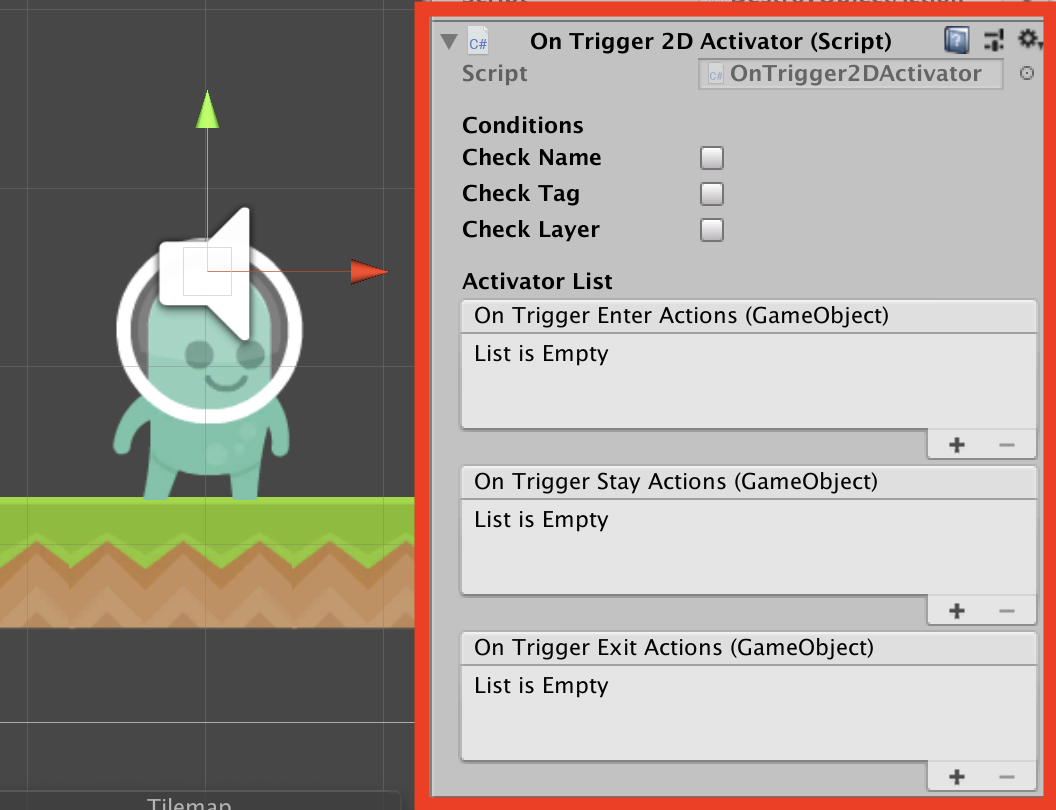 On Trigger 2D Activator (Script)
Script
C# OnTrigger2DActivator
Conditions
Check Name
Check Tag
Check Layer
Activator List
On Trigger Enter Actions (GameObject)
List is Empty
On Trigger Stay Actions (GameObject)
List is Empty
On Trigger Exit Actions (GameObject)
List is Empty
Tilemap